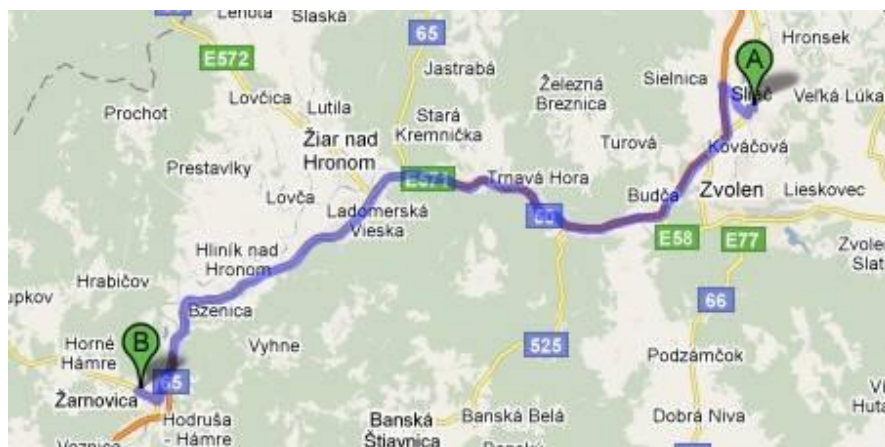 Lehota
Slaská
65
Hronsek
E572
Jastrabá
A
Sielnica
Sliač
Veľká Lúka
Železná
Breznica
Lovčica
Lutila
Prochot
Stará
Kremnička
Turová
Kováčová
Žiar nad
Hronom
Prestavlky
E571
Trnavá Hora
Budča
Zvolen
Lieskovec
Lovča
Ladomerská
Vieska
E58
E77
Zvolen
Slat
Hliník nad
Hronom
Hrabičov
upkov
Bzenica
66
Vyhne
525
Podzámčok
Horné
Hámre
B
65
Žarnovica
Hodruša
- Hámre
Banská
Štiavnica
Banská Belá
Dobrá Niva
Huta